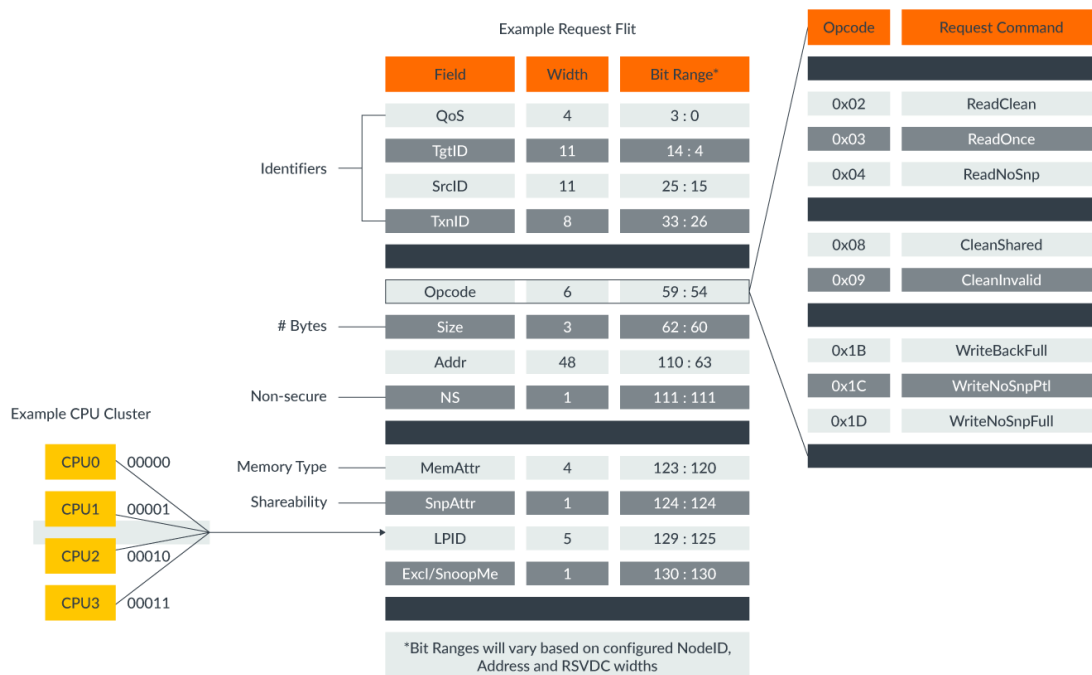 Example Request Flit
Field Width Bit Range*
QoS 4 3 : 0
TgtID 11 14 : 4
SrcID 11 25 : 15
TxnID 8 33 : 26
Identifiers
Opcode 6 59 : 54
# Bytes
Size 3 62 : 60
Addr 48 110 : 63
Non-secure
NS 1 111 : 111
Memory Type
MemAttr 4 123 : 120
Shareability
SnpAttr 1 124 : 124
LPID 5 129 : 125
Excl/SnoopMe 1 130 : 130
*Bit Ranges will vary based on configured NodeID,
Address and RSVDC widths
Example CPU Cluster
CPU0 00000
CPU1 00001
CPU2 00010
CPU3 00011
Opcode Request Command
0x02 ReadClean
0x03 ReadOnce
0x04 ReadNoSnp
0x08 CleanShared
0x09 CleanInvalid
0x1B WriteBackFull
0x1C WriteNoSnpPtl
0x1D WriteNoSnpFull